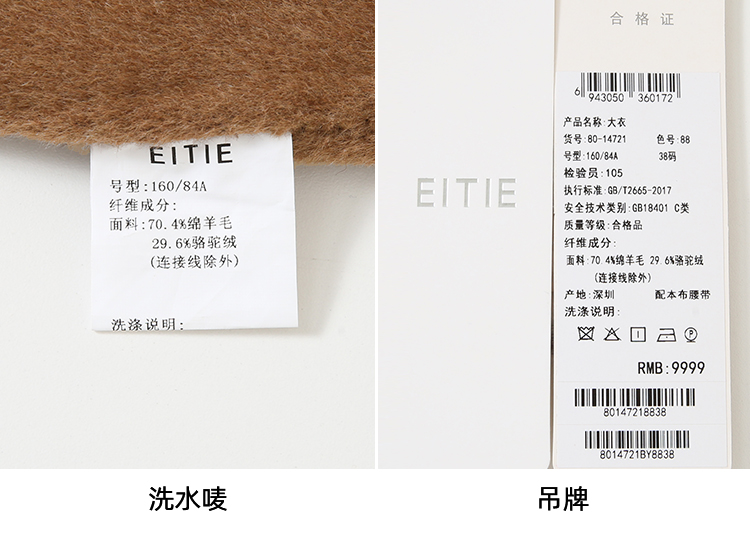 EITIE
号型:160/84A
纤维成分:
面料:70.4%绵羊毛
29.6%骆驼绒
(连接线除外)
洗涤说明:
洗水唛
EITIE
合格证
6 943050 360172
产品名称:大衣
货号:80-14721 色号:88
号型:160/84A 38码
检验员:105
执行标准:GB/T2665-2017
安全技术类别:GB18401 C类
质量等级:合格品
纤维成分:
面料:70.4%绵羊毛 29.6%骆驼绒
(连接线除外)
产地:深圳 配本布腰带
洗涤说明:
RMB:9999
80147218838
8014721BY8838
吊牌